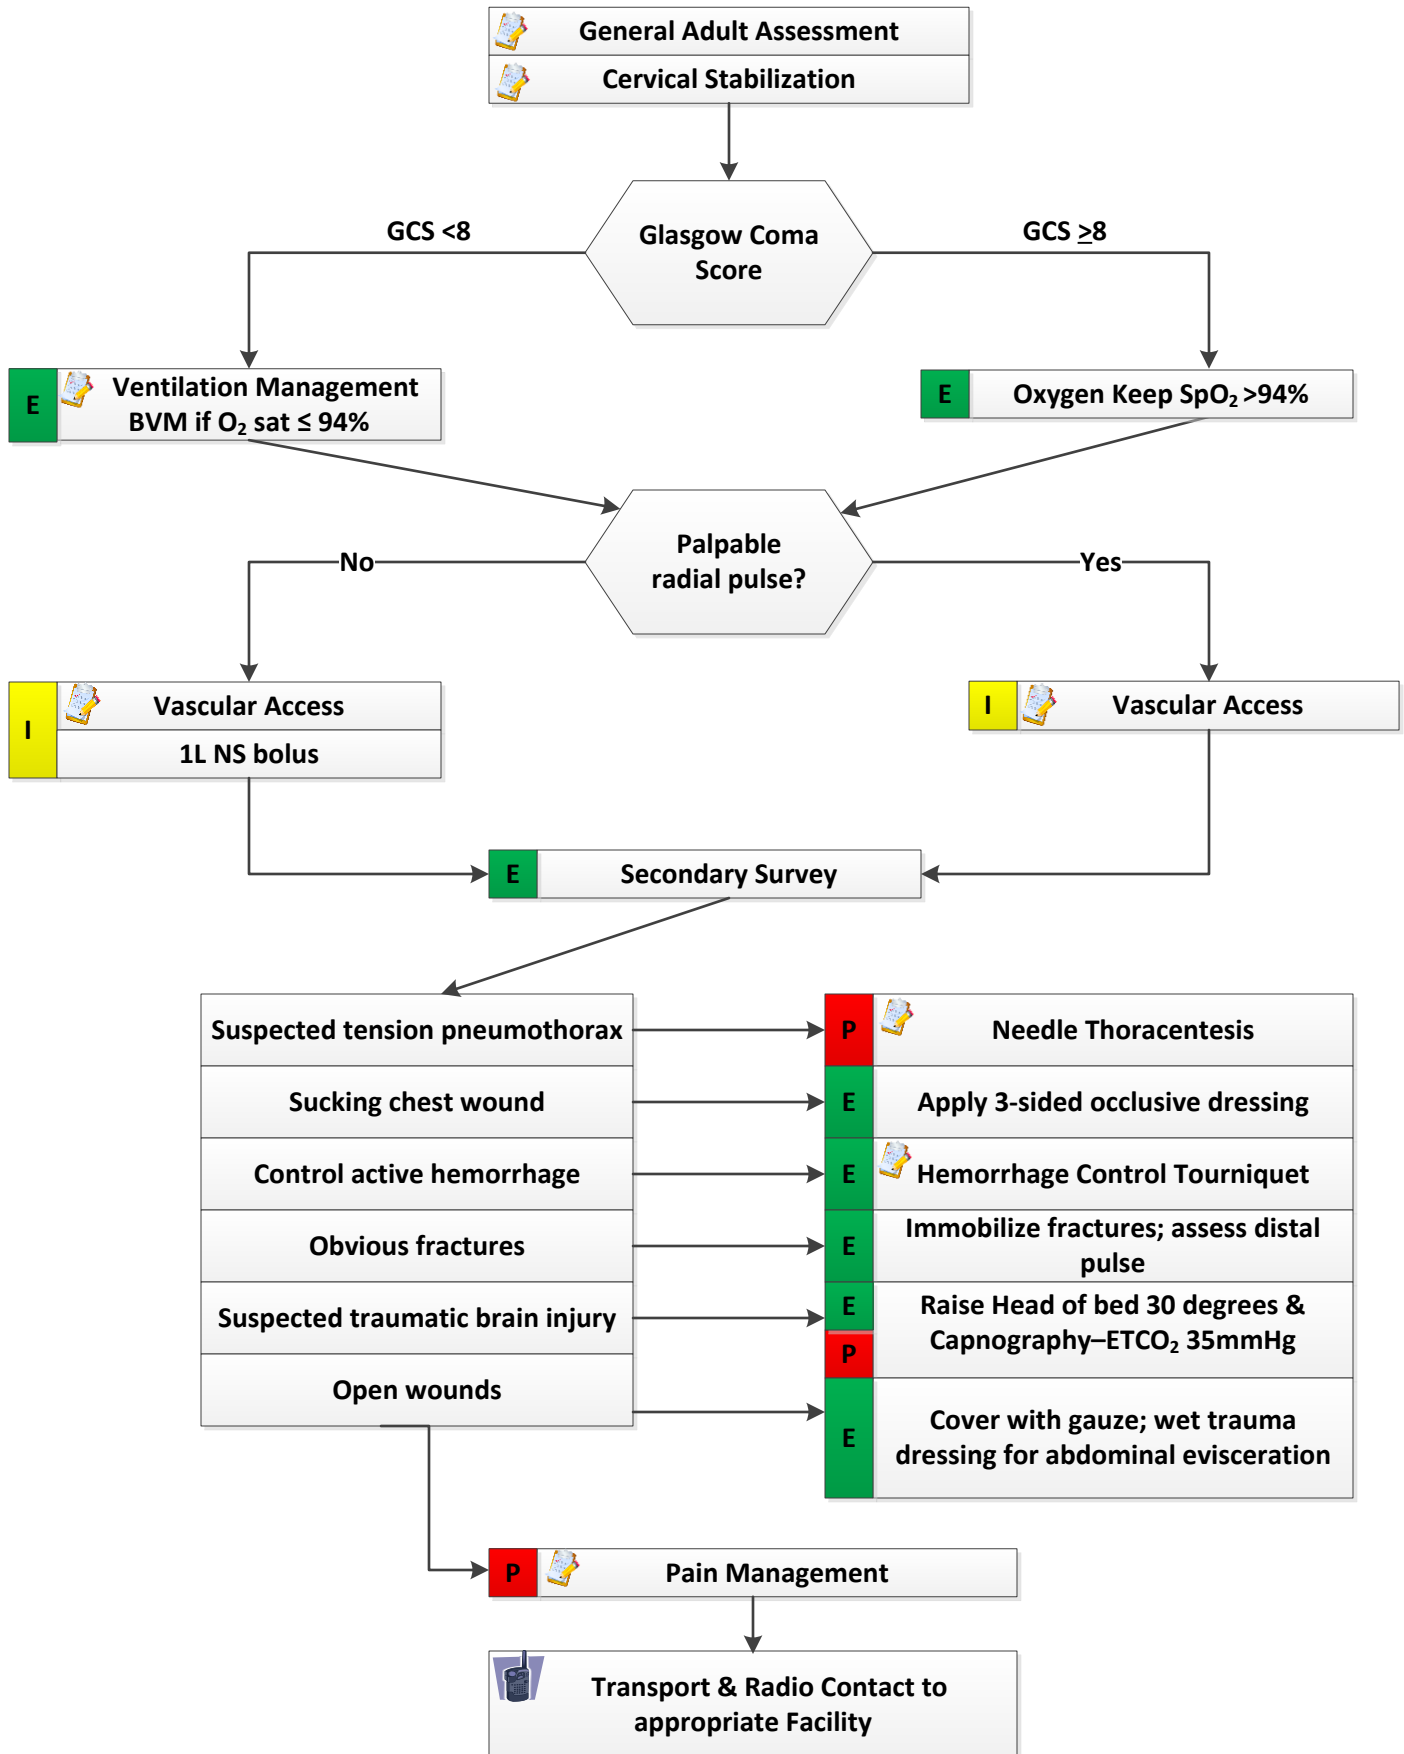 General Adult Assessment
Cervical Stabilization
GCS <8
Glasgow Coma
Score
GCS ≥8
E
Ventilation Management
BVM if O₂ sat ≤ 94%
E
Oxygen Keep SpO₂ >94%
Palpable
radial pulse?
No
Yes
I
Vascular Access
1L NS bolus
I
Vascular Access
E
Secondary Survey
Suspected tension pneumothorax
P
Needle Thoracentesis
Sucking chest wound
E
Apply 3-sided occlusive dressing
Control active hemorrhage
E
Hemorrhage Control Tourniquet
Obvious fractures
E
Immobilize fractures; assess distal
pulse
Suspected traumatic brain injury
E
P
Raise Head of bed 30 degrees &
Capnography–ETCO₂ 35mmHg
Open wounds
E
Cover with gauze; wet trauma
dressing for abdominal evisceration
P
Pain Management
Transport & Radio Contact to
appropriate Facility